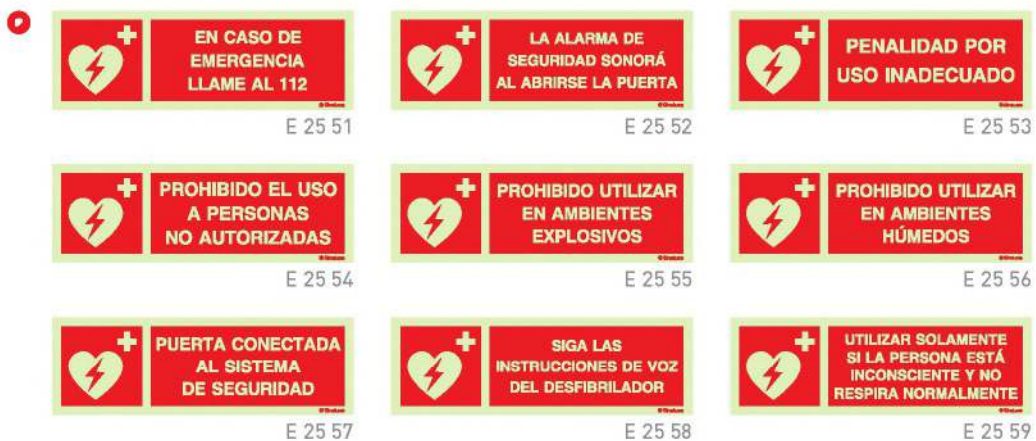 EN CASO DE
EMERGENCIA
LLAME AL 112
E 25 51
LA ALARMA DE
SEGURIDAD SONORÁ
AL ABRIRSE LA PUERTA
E 25 52
PENALIDAD POR
USO INADECUADO
E 25 53
PROHIBIDO EL USO
A PERSONAS
NO AUTORIZADAS
E 25 54
PROHIBIDO UTILIZAR
EN AMBIENTES
EXPLOSIVOS
E 25 55
PROHIBIDO UTILIZAR
EN AMBIENTES
HÚMEDOS
E 25 56
PUERTA CONECTADA
AL SISTEMA
DE SEGURIDAD
E 25 57
SIGA LAS
INSTRUCCIONES DE VOZ
DEL DESFIBRILADOR
E 25 58
UTILIZAR SOLAMENTE
SI LA PERSONA ESTÁ
INCONSCIENTE Y NO
RESPIRA NORMALMENTE
E 25 59